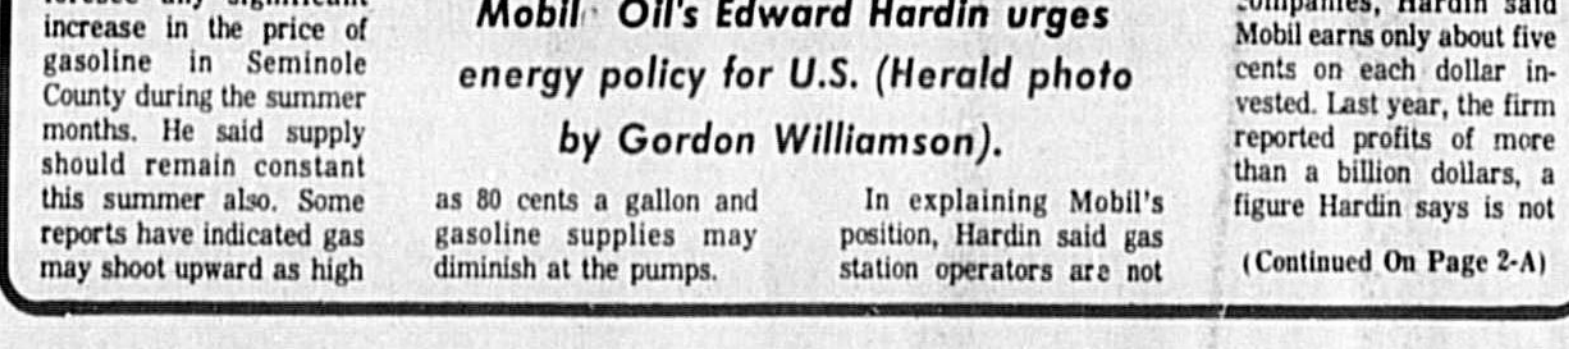 increase in the price of
gasoline in Seminole
County during the summer
months. He said supply
should remain constant
this summer also. Some
reports have indicated gas
may shoot upward as high
Mobil Oil's Edward Hardin urges
energy policy for U.S. (Herald photo
by Gordon Williamson).
as 80 cents a gallon and
gasoline supplies may
diminish at the pumps.
In explaining Mobil's
position, Hardin said gas
station operators are not
Hardin said
Mobil earns only about five
cents on each dollar in-
vested. Last year, the firm
reported profits of more
than a billion dollars, a
figure Hardin says is not
(Continued On Page 2-A)